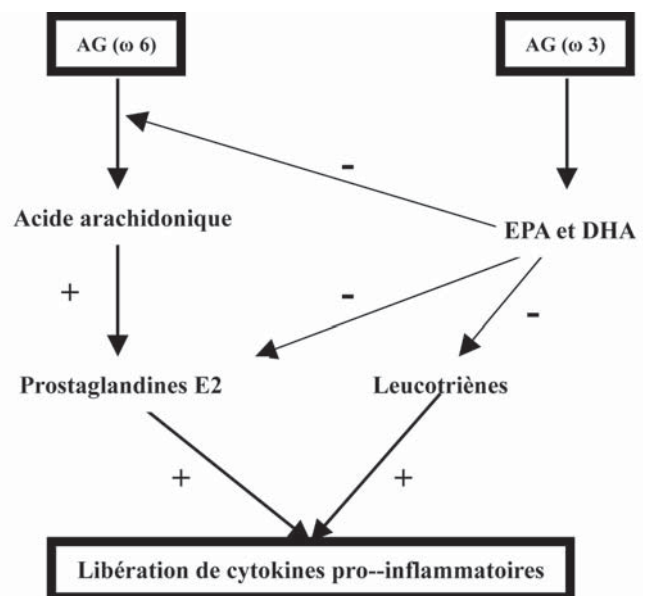 AG (ω 6)
AG (ω 3)
-
Acide arachidonique
EPA et DHA
+
-
-
Prostaglandines E2
Leucotriènes
+
+
Libération de cytokines pro--inflammatoires